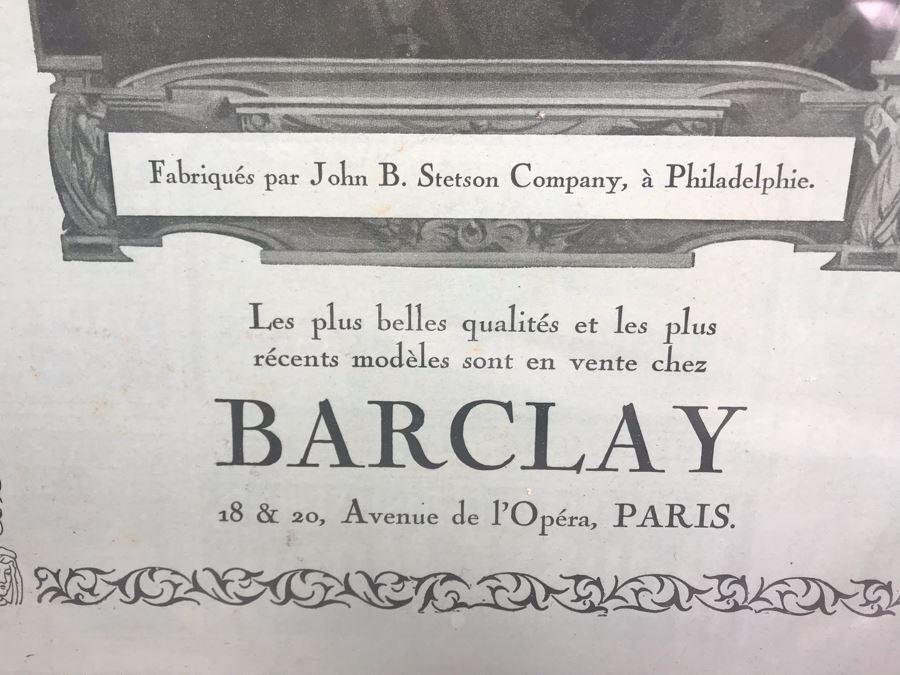 Fabriqués par John B. Stetson Company, à Philadelphie.
Les plus belles qualités et les plus
récents modèles sont en vente chez
BARCLAY
18 & 20, Avenue de l'Opéra, PARIS.